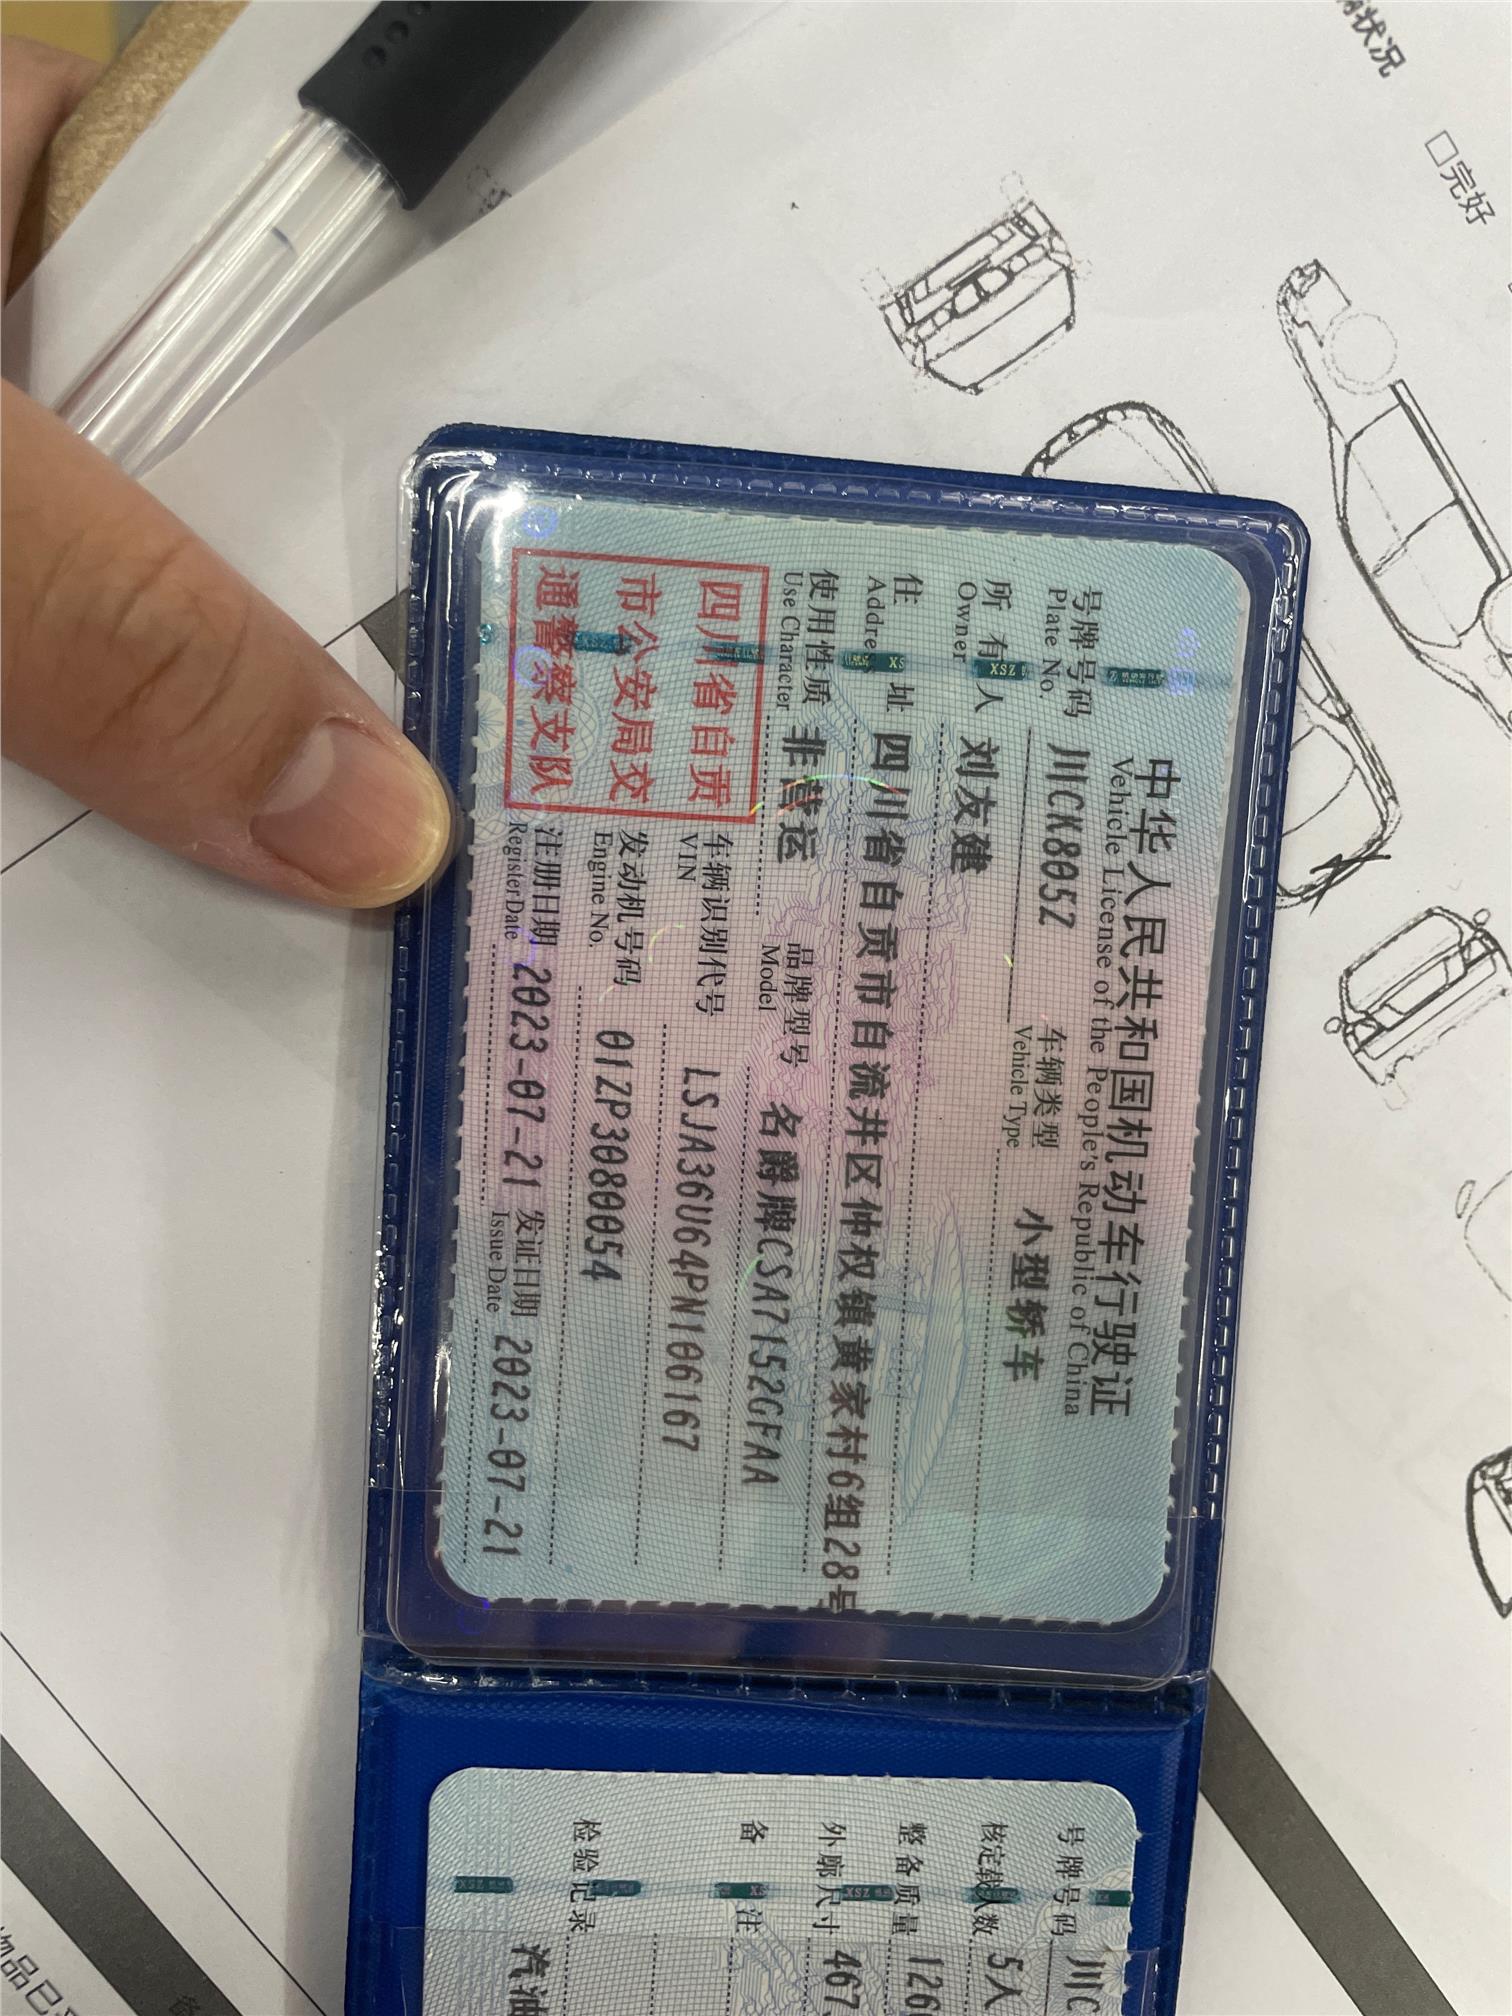 中华人民共和国机动车行驶证
Vehicle License of the People's Republic of China
号牌号码 川CK805Z 车辆类型 小型轿车
Plate No. Vehicle Type
所有人 刘友建
Owner
住址 四川省自贡市自流井区仲权镇黄家村6组28号
Addre
使用性质 非营运 品牌型号 名爵牌CSA7152GFAA
Use Character Model
四川省自贡
市公安局交
通警察支队
车辆识别代号 LSJA36U64PN106167
VIN
发动机号码 01ZP3080054
Engine No.
注册日期 2023-07-21 发证日期 2023-07-21
Register Date Issue Date
号牌号码 川C
核定载人数 5人
整备质量 126
外廓尺寸 467
备注
检验记录
汽油
状况
□完好
物品已